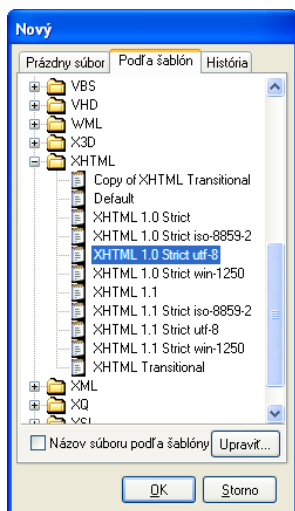 Nový
Prázdny súbor Podľa šablón História
VBS
VHD
WML
X3D
XHTML
Copy of XHTML Transitional
Default
XHTML 1.0 Strict
XHTML 1.0 Strict iso-8859-2
XHTML 1.0 Strict utf-8
XHTML 1.0 Strict win-1250
XHTML 1.1
XHTML 1.1 Strict iso-8859-2
XHTML 1.1 Strict utf-8
XHTML 1.1 Strict win-1250
XHTML Transitional
XML
XQ
XSL
Názov súboru podľa šablóny Upraviť...
OK Storno